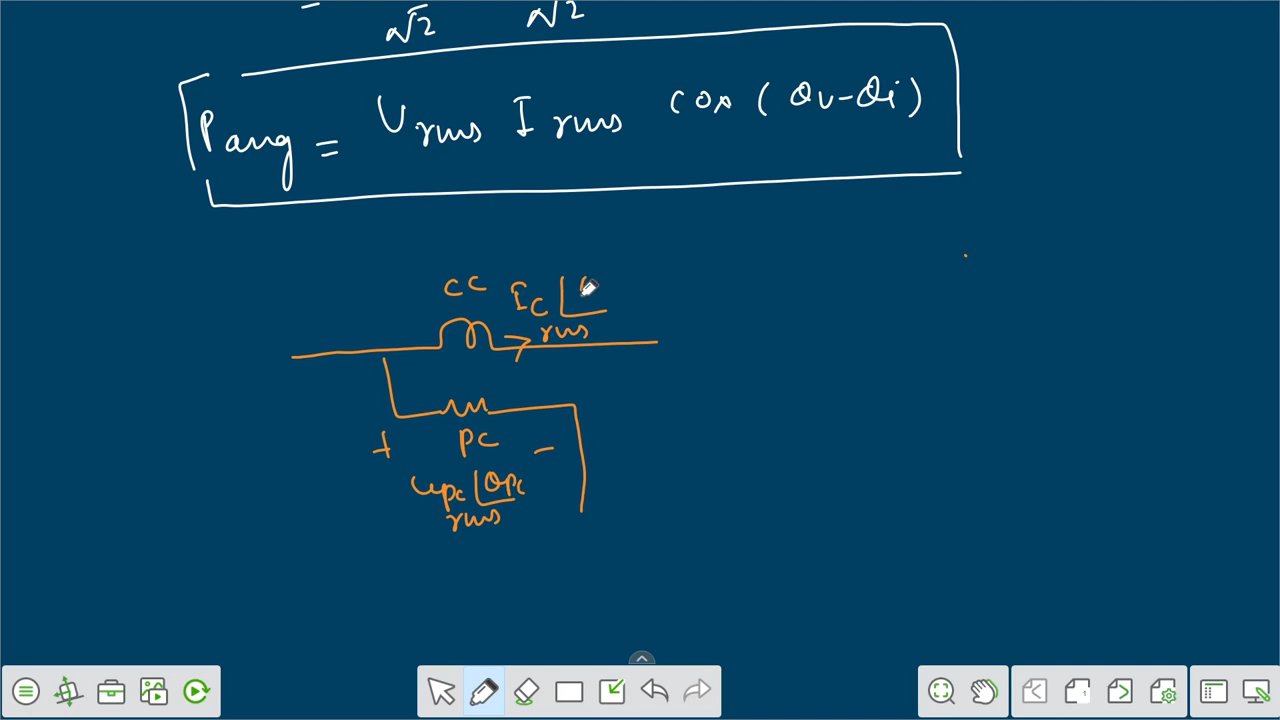 √2 √2
Pavg = Vrms Irms cos (θv-θi)
CC Ic
rms
+ PC -
Vpc θpc
rms